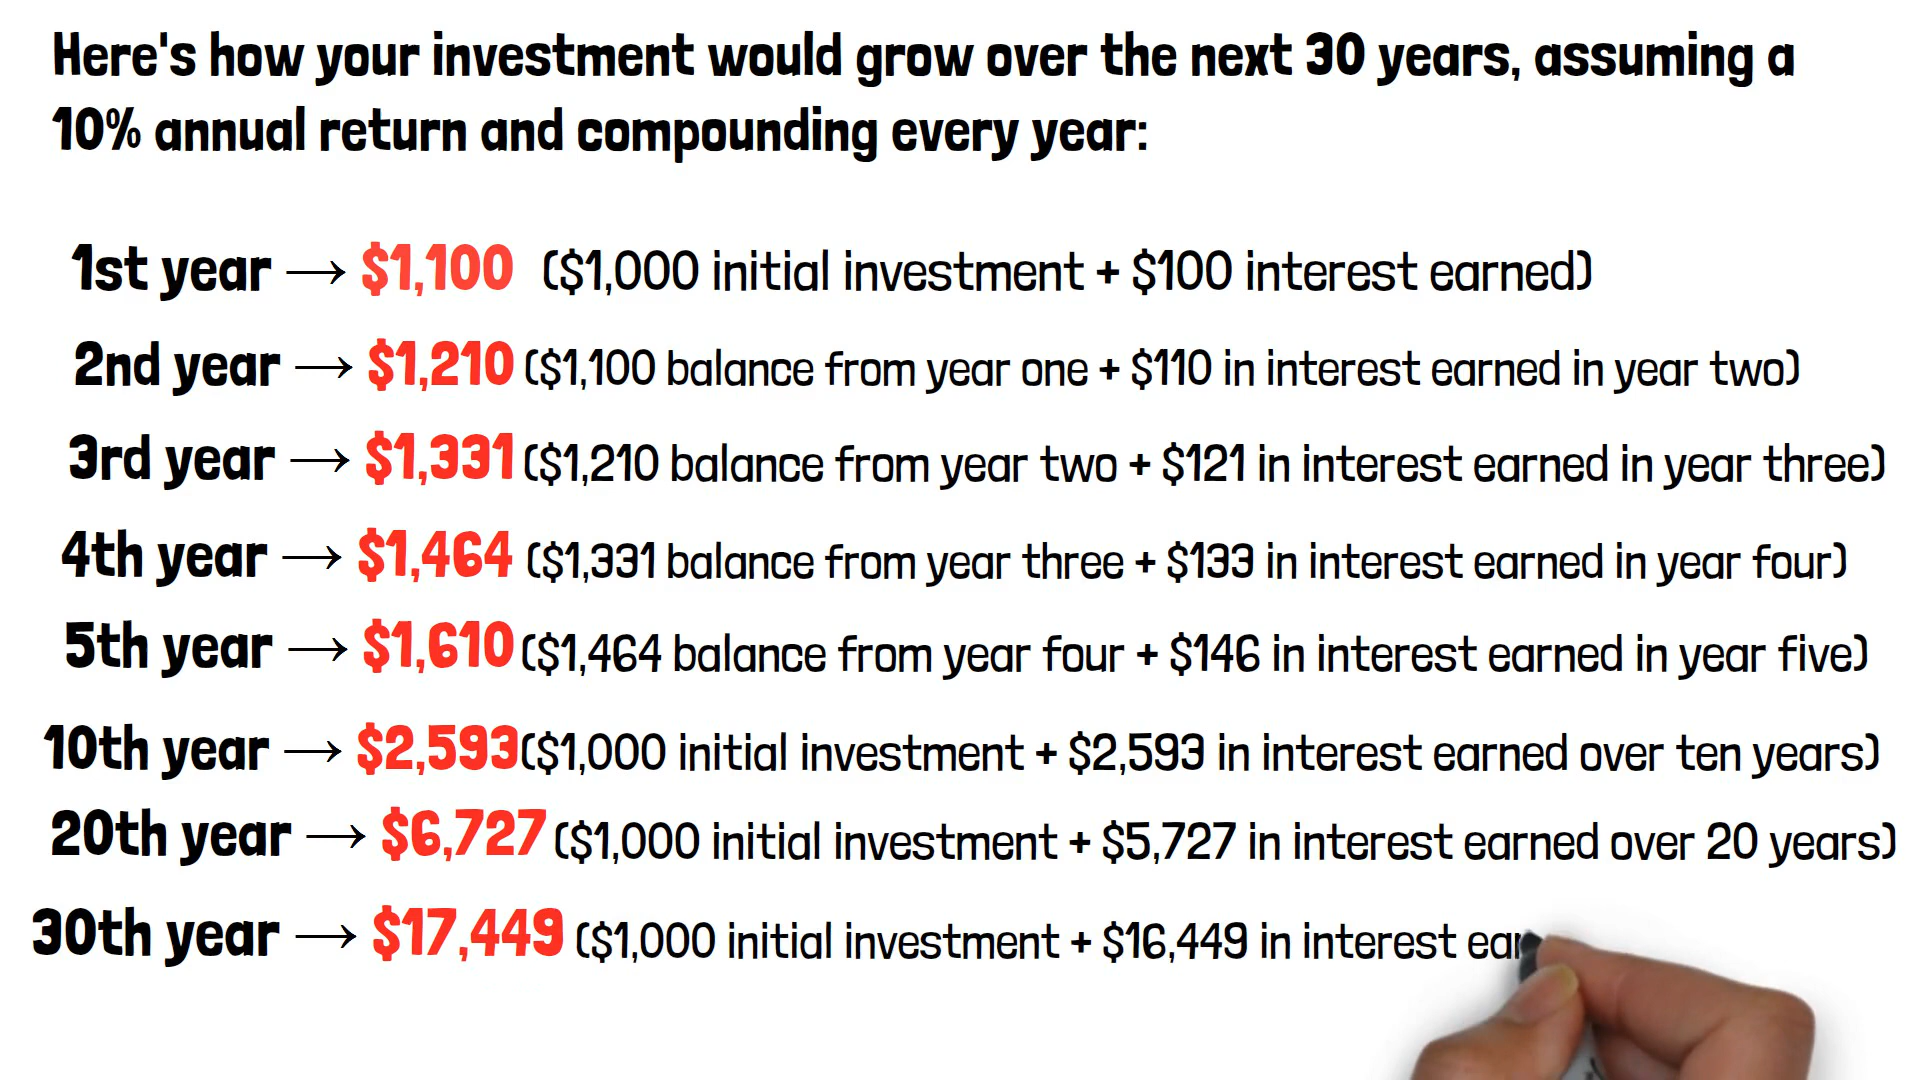 Here's how your investment would grow over the next 30 years, assuming a
10% annual return and compounding every year:
1st year → $1,100 ($1,000 initial investment + $100 interest earned)
2nd year → $1,210 ($1,100 balance from year one + $110 in interest earned in year two)
3rd year → $1,331 ($1,210 balance from year two + $121 in interest earned in year three)
4th year → $1,464 ($1,331 balance from year three + $133 in interest earned in year four)
5th year → $1,610 ($1,464 balance from year four + $146 in interest earned in year five)
10th year → $2,593 ($1,000 initial investment + $2,593 in interest earned over ten years)
20th year → $6,727 ($1,000 initial investment + $5,727 in interest earned over 20 years)
30th year → $17,449 ($1,000 initial investment + $16,449 in interest ear